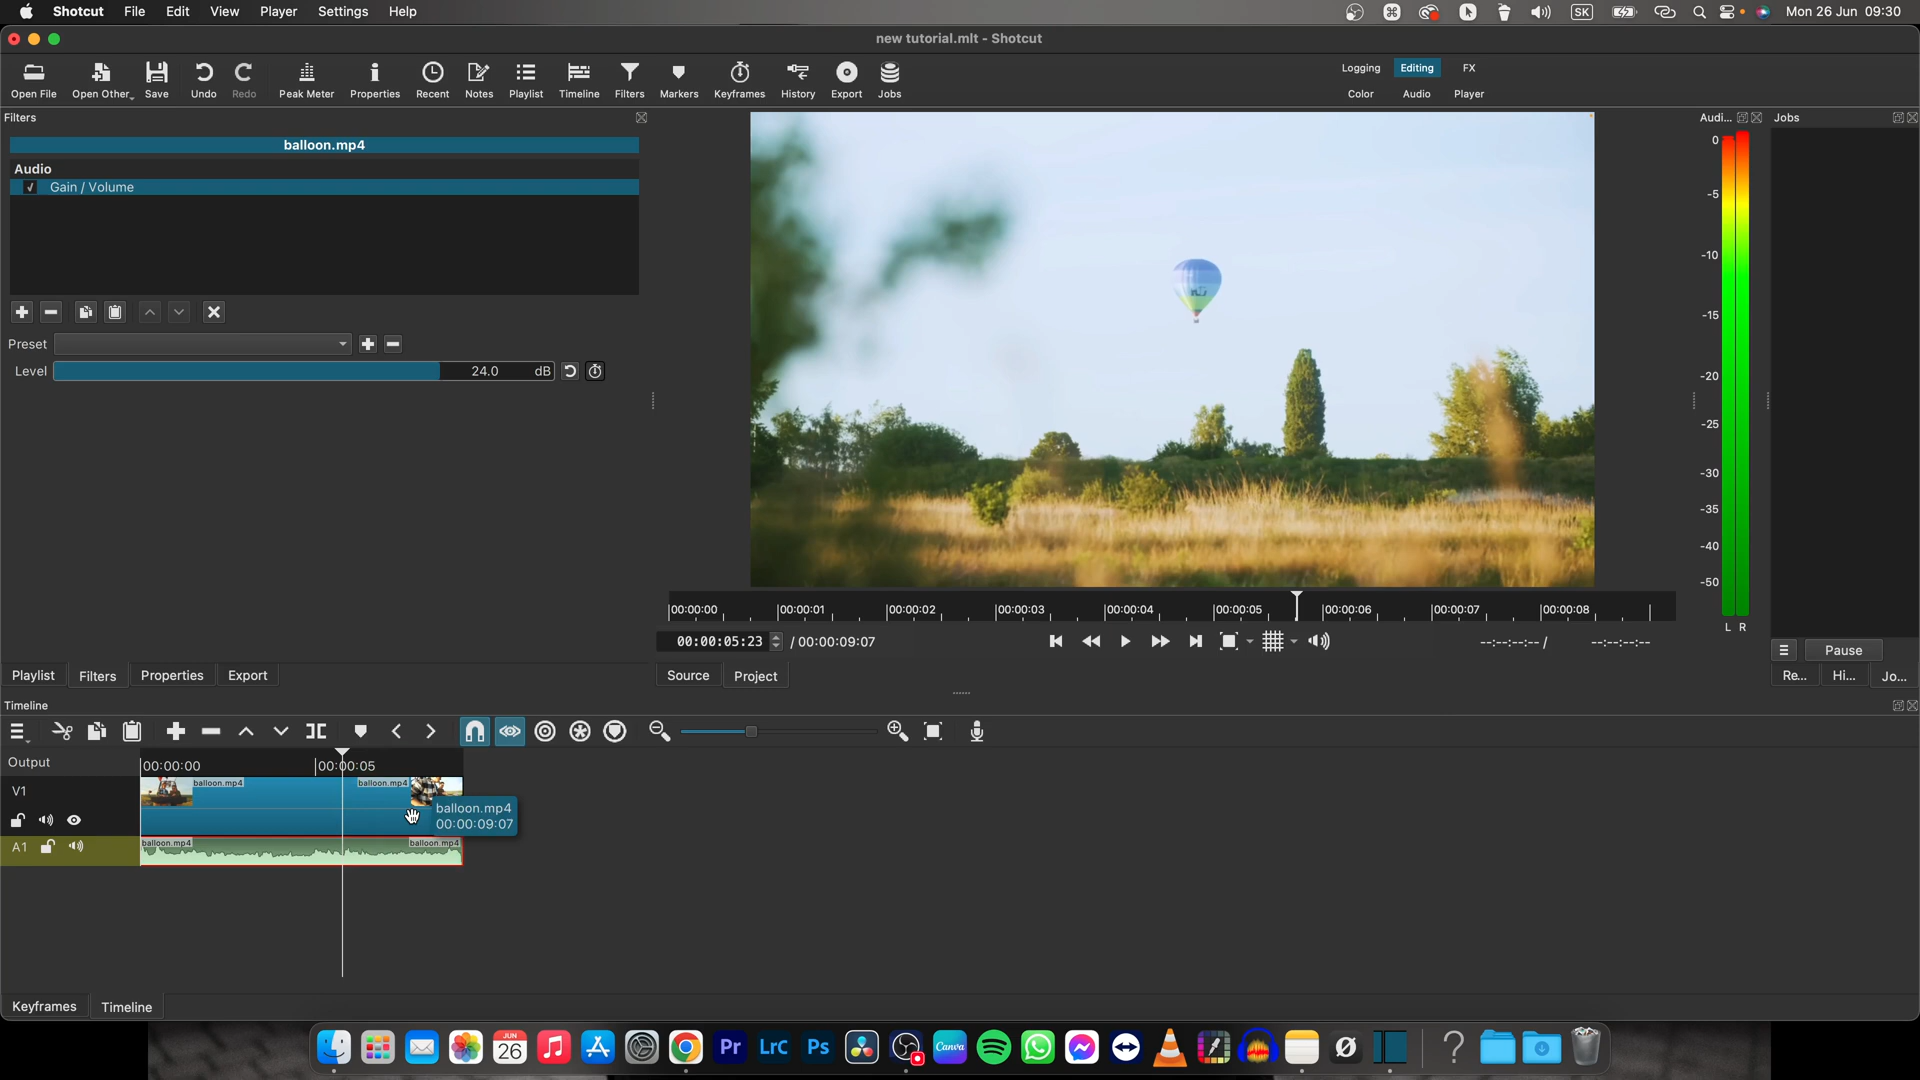 Shotcut File Edit View Player Settings Help
SK Mon 26 Jun 09:30
new tutorial.mlt - Shotcut
Open File Open Other.. Save Undo Redo Peak Meter Properties Recent Notes Playlist Timeline Filters Markers Keyframes History Export Jobs
Logging Editing FX
Color Audio Player
Filters
balloon.mp4
Audio
Gain / Volume
Preset
Level 24.0 dB
Audi... Jobs
0
-5
-10
-15
-20
-25
-30
-35
-40
-50
L R
00:00:00 00:00:01 00:00:02 00:00:03 00:00:04 00:00:05 00:00:06 00:00:07 00:00:08
00:00:05:23 / 00:00:09:07
--:--:--:-- / --:--:--:--
Pause
Playlist Filters Properties Export
Source Project
Re... Hi... Jo...
Timeline
Output
00:00:00 00:00:05
V1
balloon.mp4 balloon.mp4
balloon.mp4
00:00:09:07
A1
balloon.mp4 balloon.mp4
Keyframes Timeline
JUN
26
Pr LrC Ps Canva